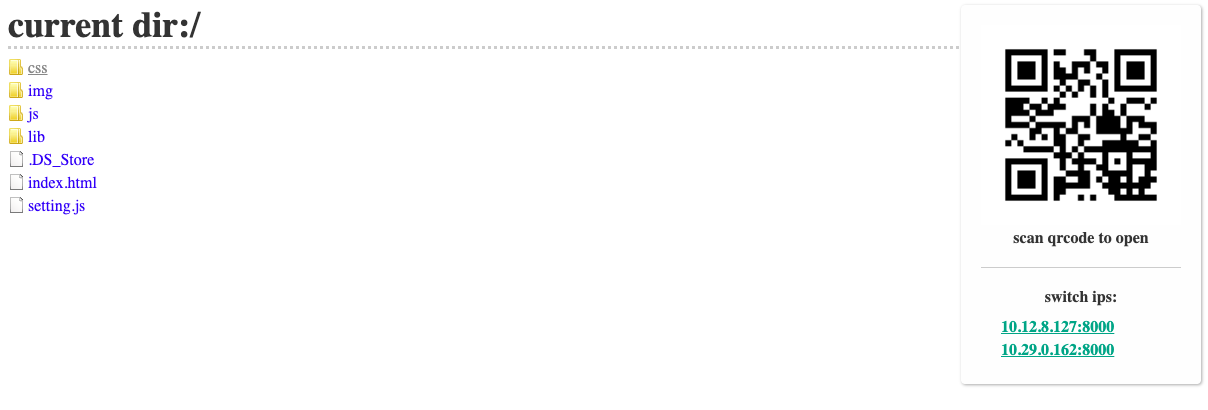 current dir:/
css
img
js
lib
.DS_Store
index.html
setting.js
scan qrcode to open
switch ips:
10.12.8.127:8000
10.29.0.162:8000